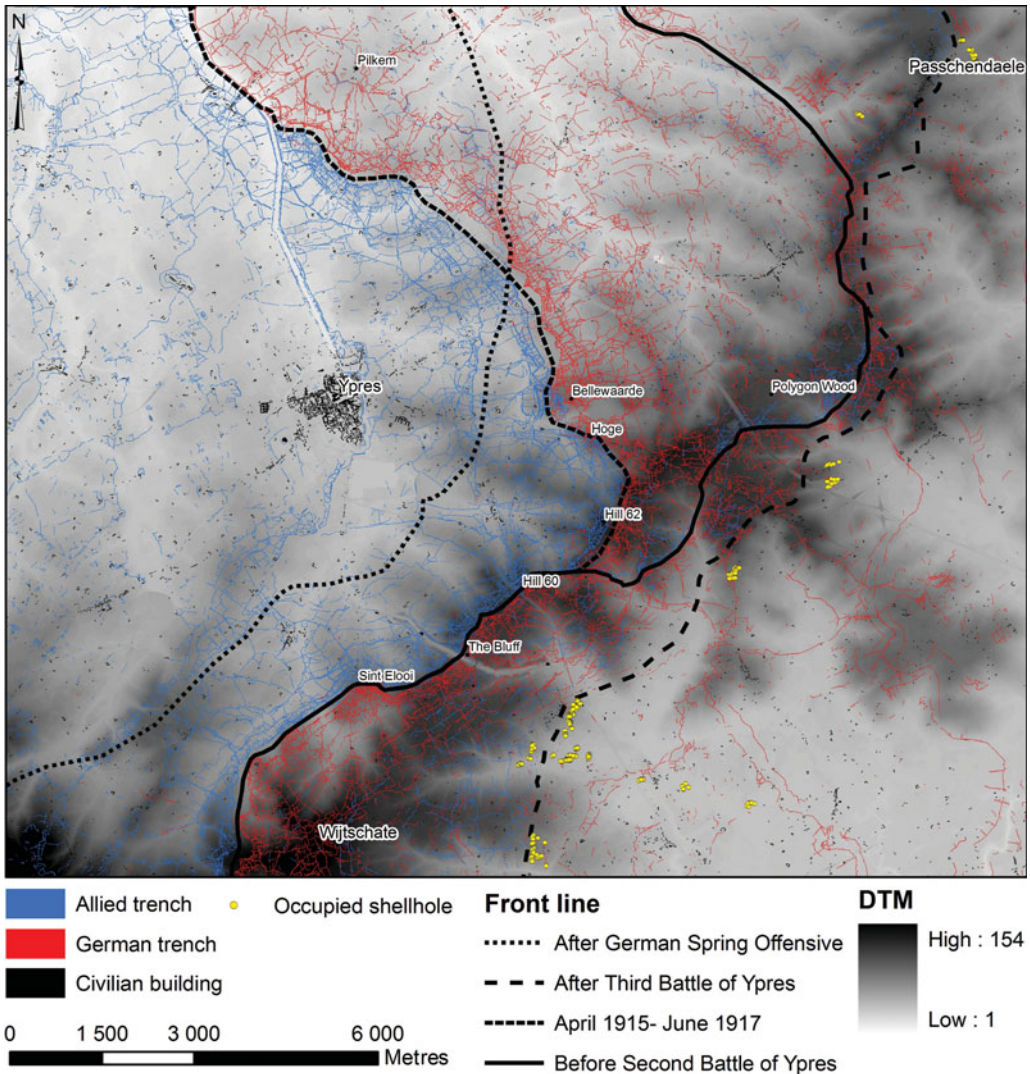 N
Pilkem
Passchendaele
Ypres
Polygon Wood
Bellewaarde
Hoge
Hill 62
Hill 60
The Bluff
Sint Elooi
Wijtschate
Allied trench
German trench
Civilian building
0 1 500 3 000 6 000
Metres
Occupied shellhole
Front line
After German Spring Offensive
After Third Battle of Ypres
April 1915- June 1917
Before Second Battle of Ypres
DTM
High : 154
Low : 1